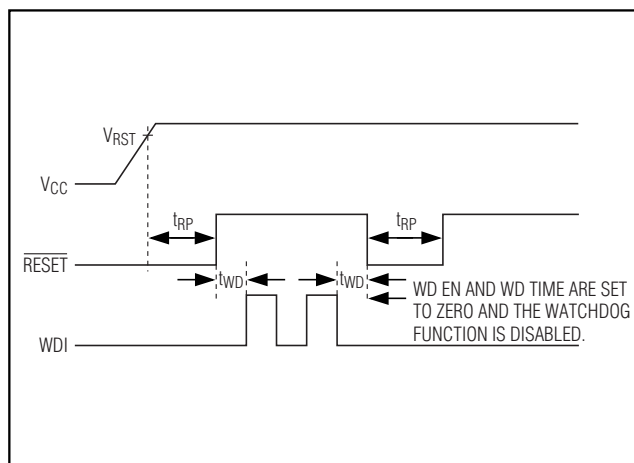 VRST
VCC
tRP
tRP
RESET
tWD
tWD
WD EN AND WD TIME ARE SET
TO ZERO AND THE WATCHDOG
FUNCTION IS DISABLED.
WDI